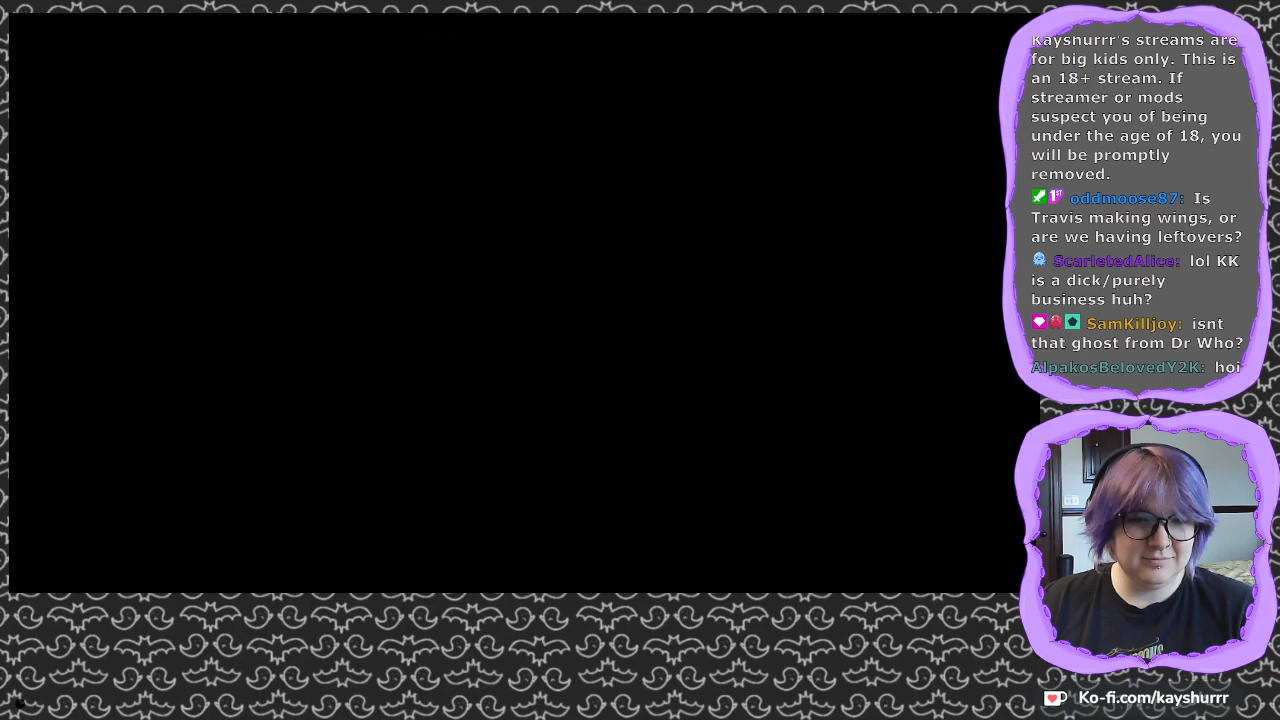 Kayshurrr's streams are
for big kids only. This is
an 18+ stream. If
streamer or mods
suspect you of being
under the age of 18, you
will be promptly
removed.
oddmoose87: Is
Travis making wings, or
are we having leftovers?
ScarletedAlice: lol KK
is a dick/purely
business huh?
SamKilljoy: isnt
that ghost from Dr Who?
AlpakosBelovedY2K: hoi
Ko-fi.com/kayshurrr